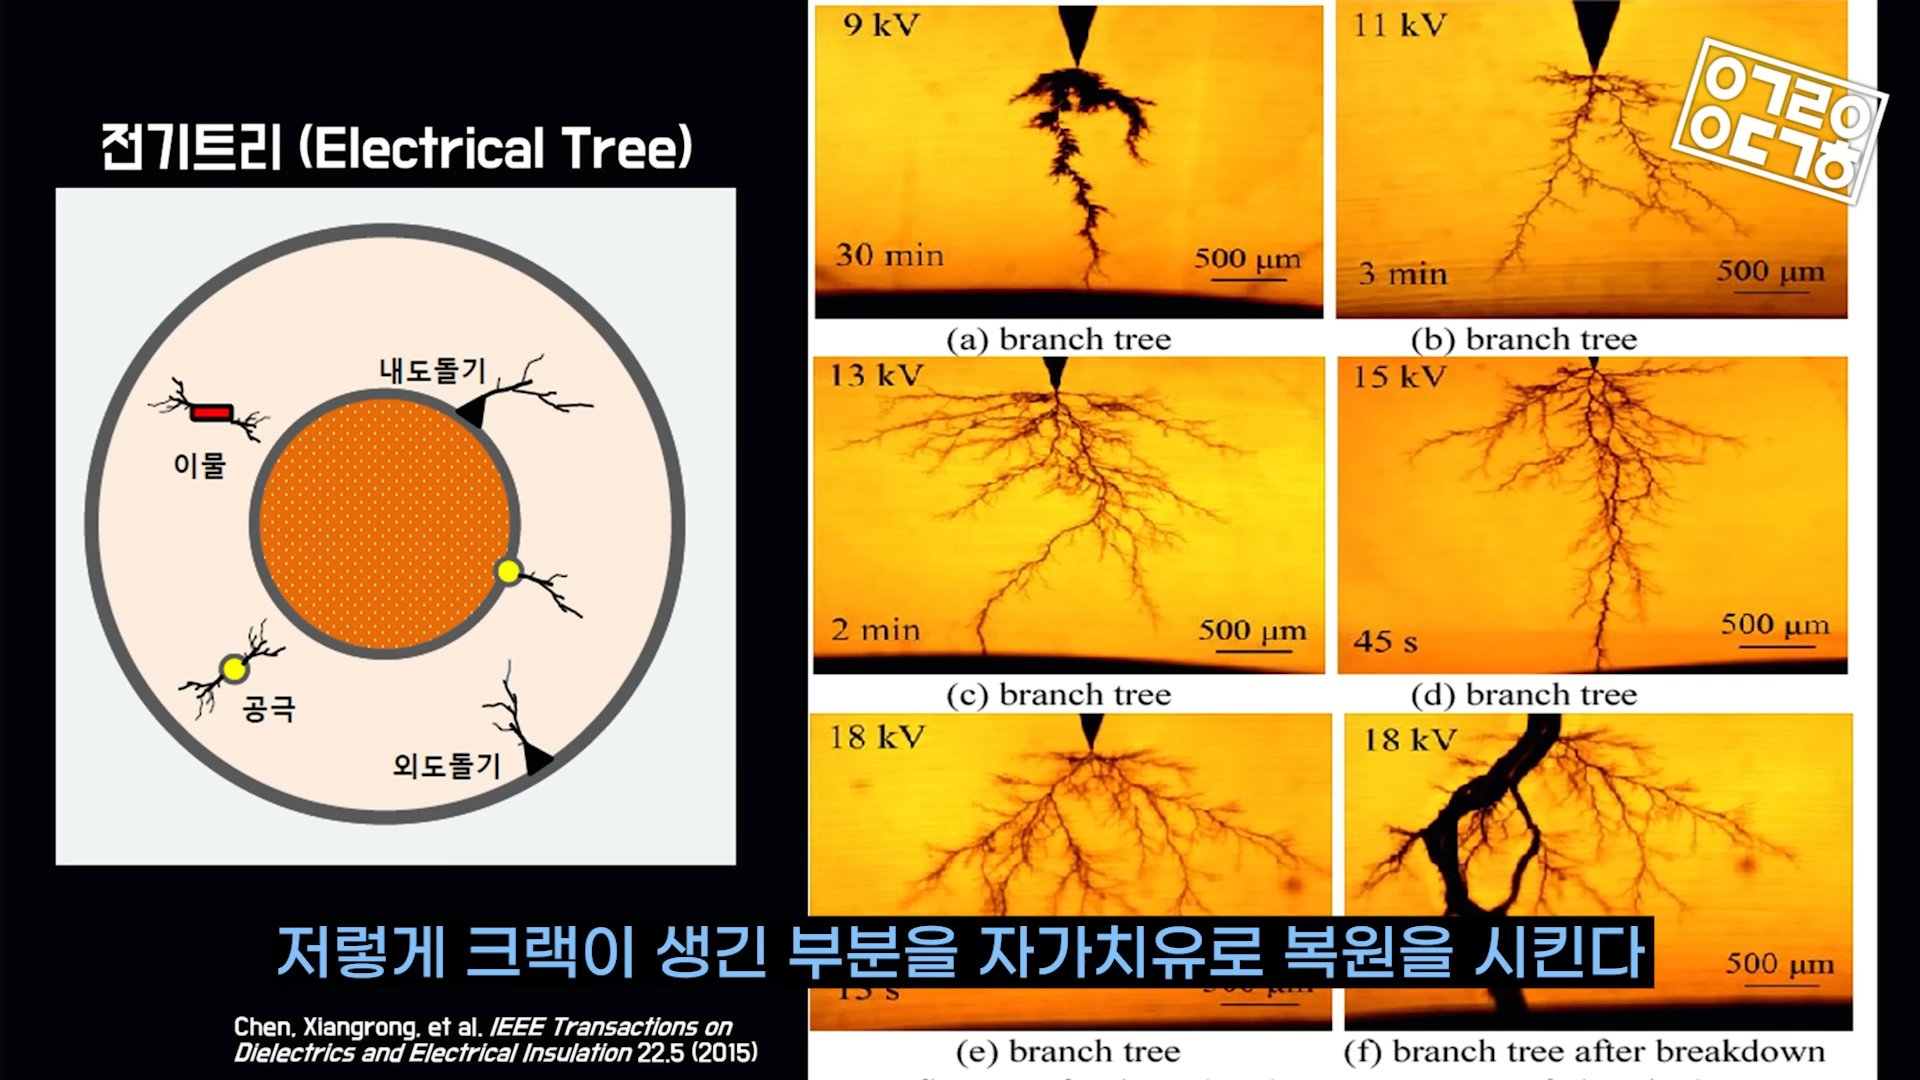 전기트리 (Electrical Tree)
내도돌기
이물
공극
외도돌기
Chen, Xiangrong, et al. IEEE Transactions on
Dielectrics and Electrical Insulation 22.5 (2015)
9 kV
30 min
500 μm
(a) branch tree
11 kV
3 min
500 μm
(b) branch tree
13 kV
2 min
500 μm
(c) branch tree
15 kV
45 s
500 μm
(d) branch tree
18 kV
15 s
500 μm
(e) branch tree
18 kV
500 μm
(f) branch tree after breakdown
저렇게 크랙이 생긴 부분을 자가치유로 복원을 시킨다